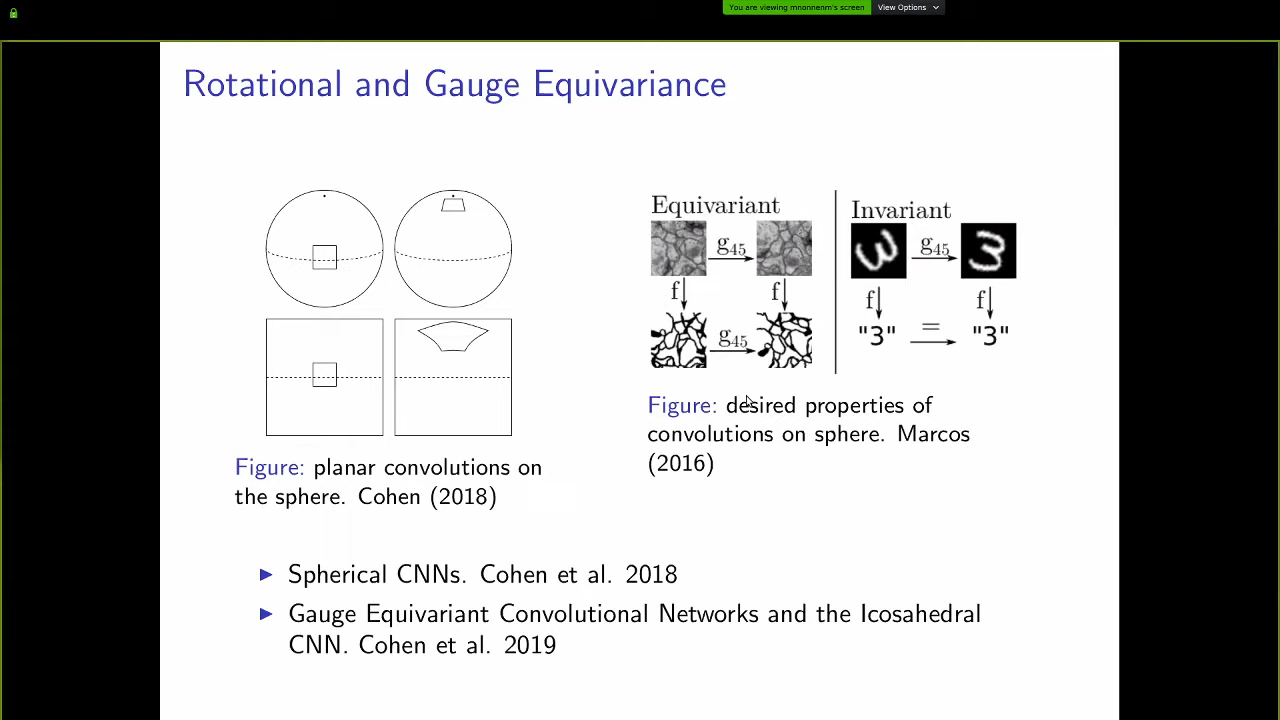 You are viewing mnonnenm's screen
View Options
Rotational and Gauge Equivariance
Equivariant
g45
f
f
g45
Invariant
g45
f
f
"3" = "3"
Figure: planar convolutions on
the sphere. Cohen (2018)
Figure: desired properties of
convolutions on sphere. Marcos
(2016)
Spherical CNNs. Cohen et al. 2018
Gauge Equivariant Convolutional Networks and the Icosahedral
CNN. Cohen et al. 2019